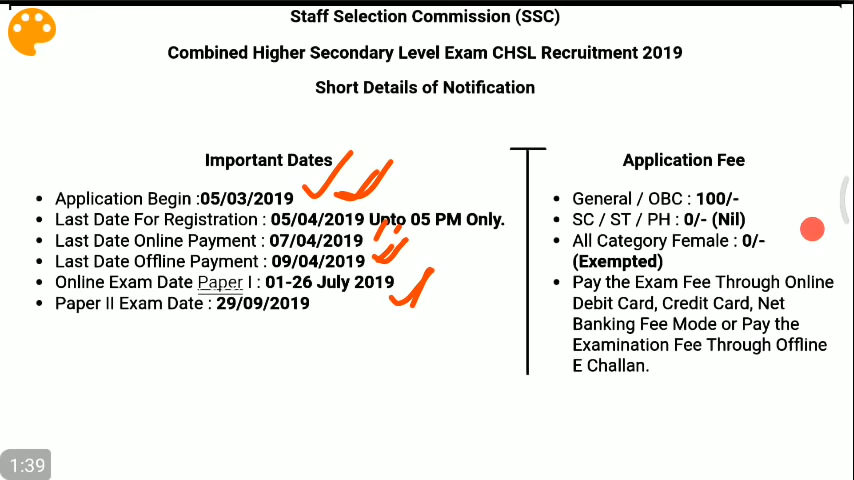 Staff Selection Commission (SSC)
Combined Higher Secondary Level Exam CHSL Recruitment 2019
Short Details of Notification
Important Dates
• Application Begin :05/03/2019
• Last Date For Registration : 05/04/2019 Upto 05 PM Only.
• Last Date Online Payment : 07/04/2019
• Last Date Offline Payment : 09/04/2019
• Online Exam Date Paper I : 01-26 July 2019
• Paper II Exam Date : 29/09/2019
Application Fee
• General / OBC : 100/-
• SC / ST / PH : 0/- (Nil)
• All Category Female : 0/-
(Exempted)
• Pay the Exam Fee Through Online
Debit Card, Credit Card, Net
Banking Fee Mode or Pay the
Examination Fee Through Offline
E Challan.
1:39